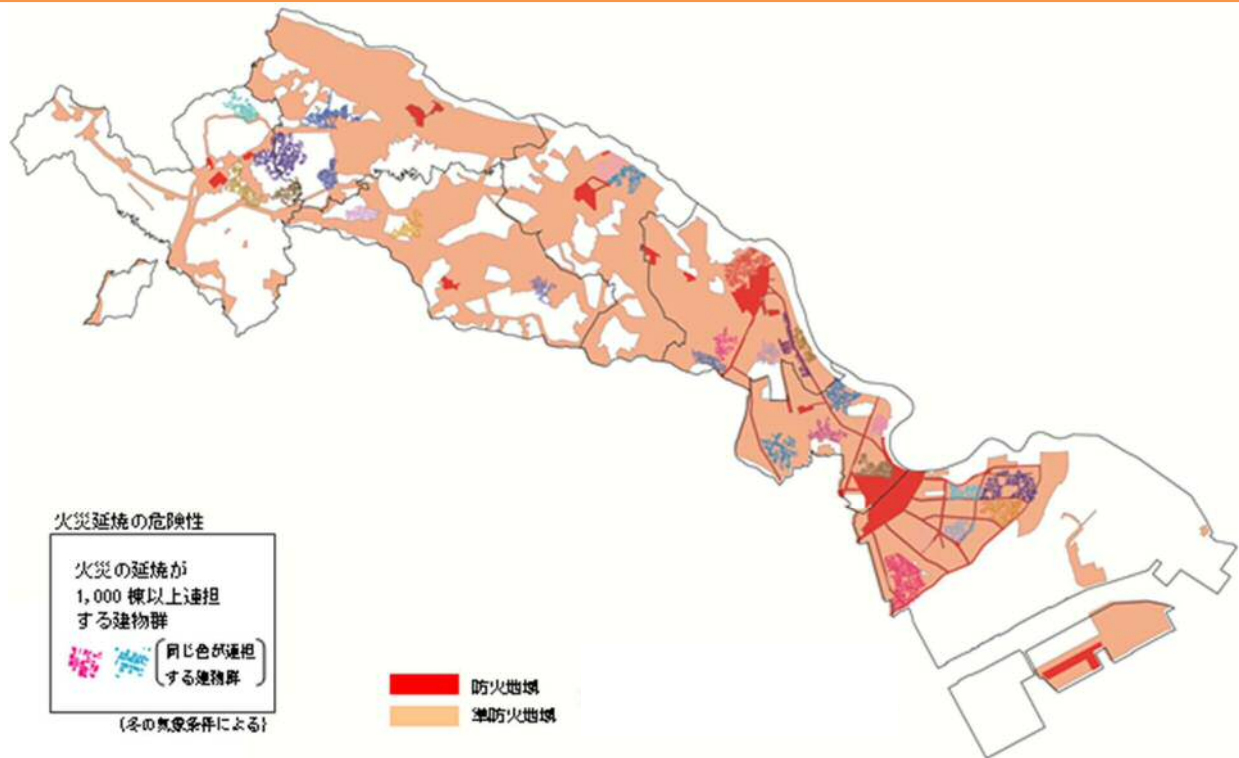 火災延焼の危険性
火災の延焼が
1,000 棟以上連担
する建物群
同じ色が連担
する建物群
(冬の気象条件による)
防火地域
準防火地域